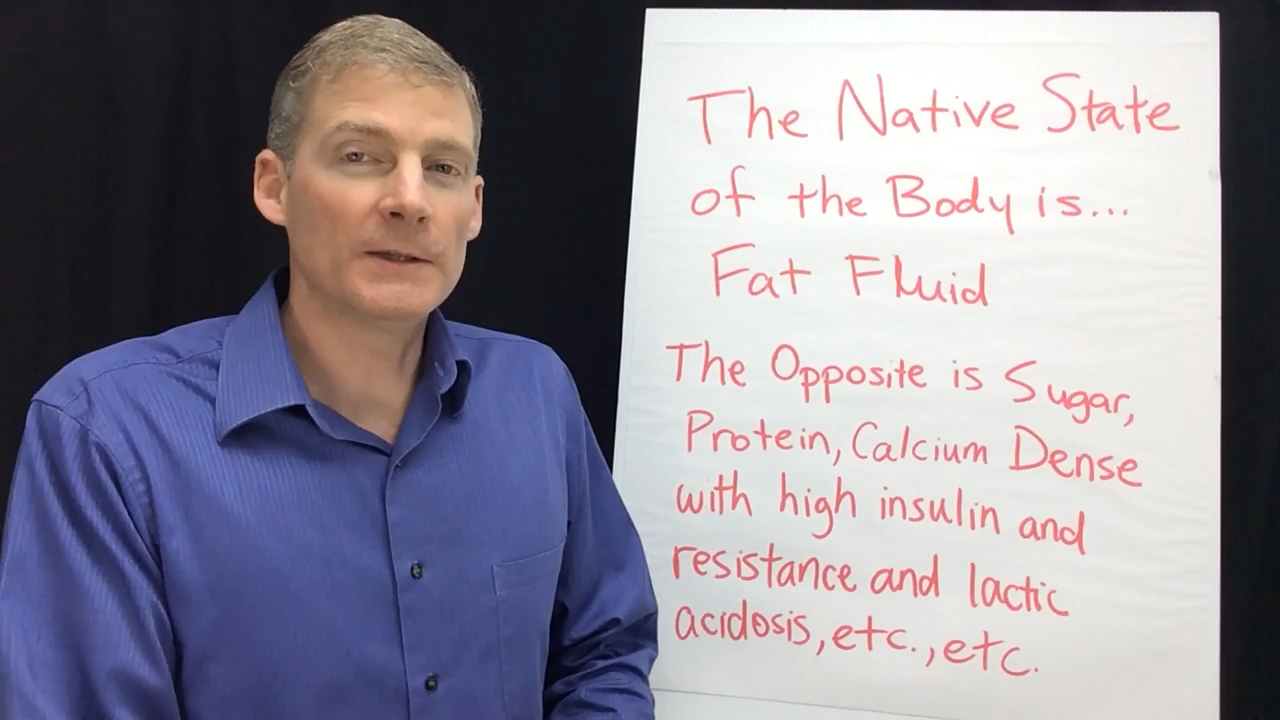 The Native State
of the Body is...
Fat Fluid
The Opposite is Sugar,
Protein, Calcium Dense
with high insulin and
resistance and lactic
acidosis, etc., etc.